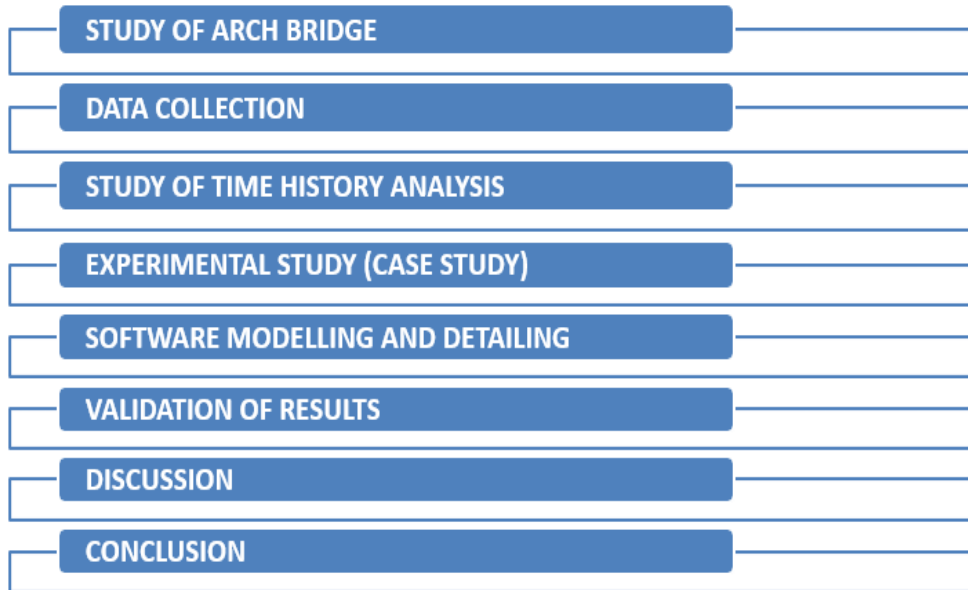 STUDY OF ARCH BRIDGE
DATA COLLECTION
STUDY OF TIME HISTORY ANALYSIS
EXPERIMENTAL STUDY (CASE STUDY)
SOFTWARE MODELLING AND DETAILING
VALIDATION OF RESULTS
DISCUSSION
CONCLUSION